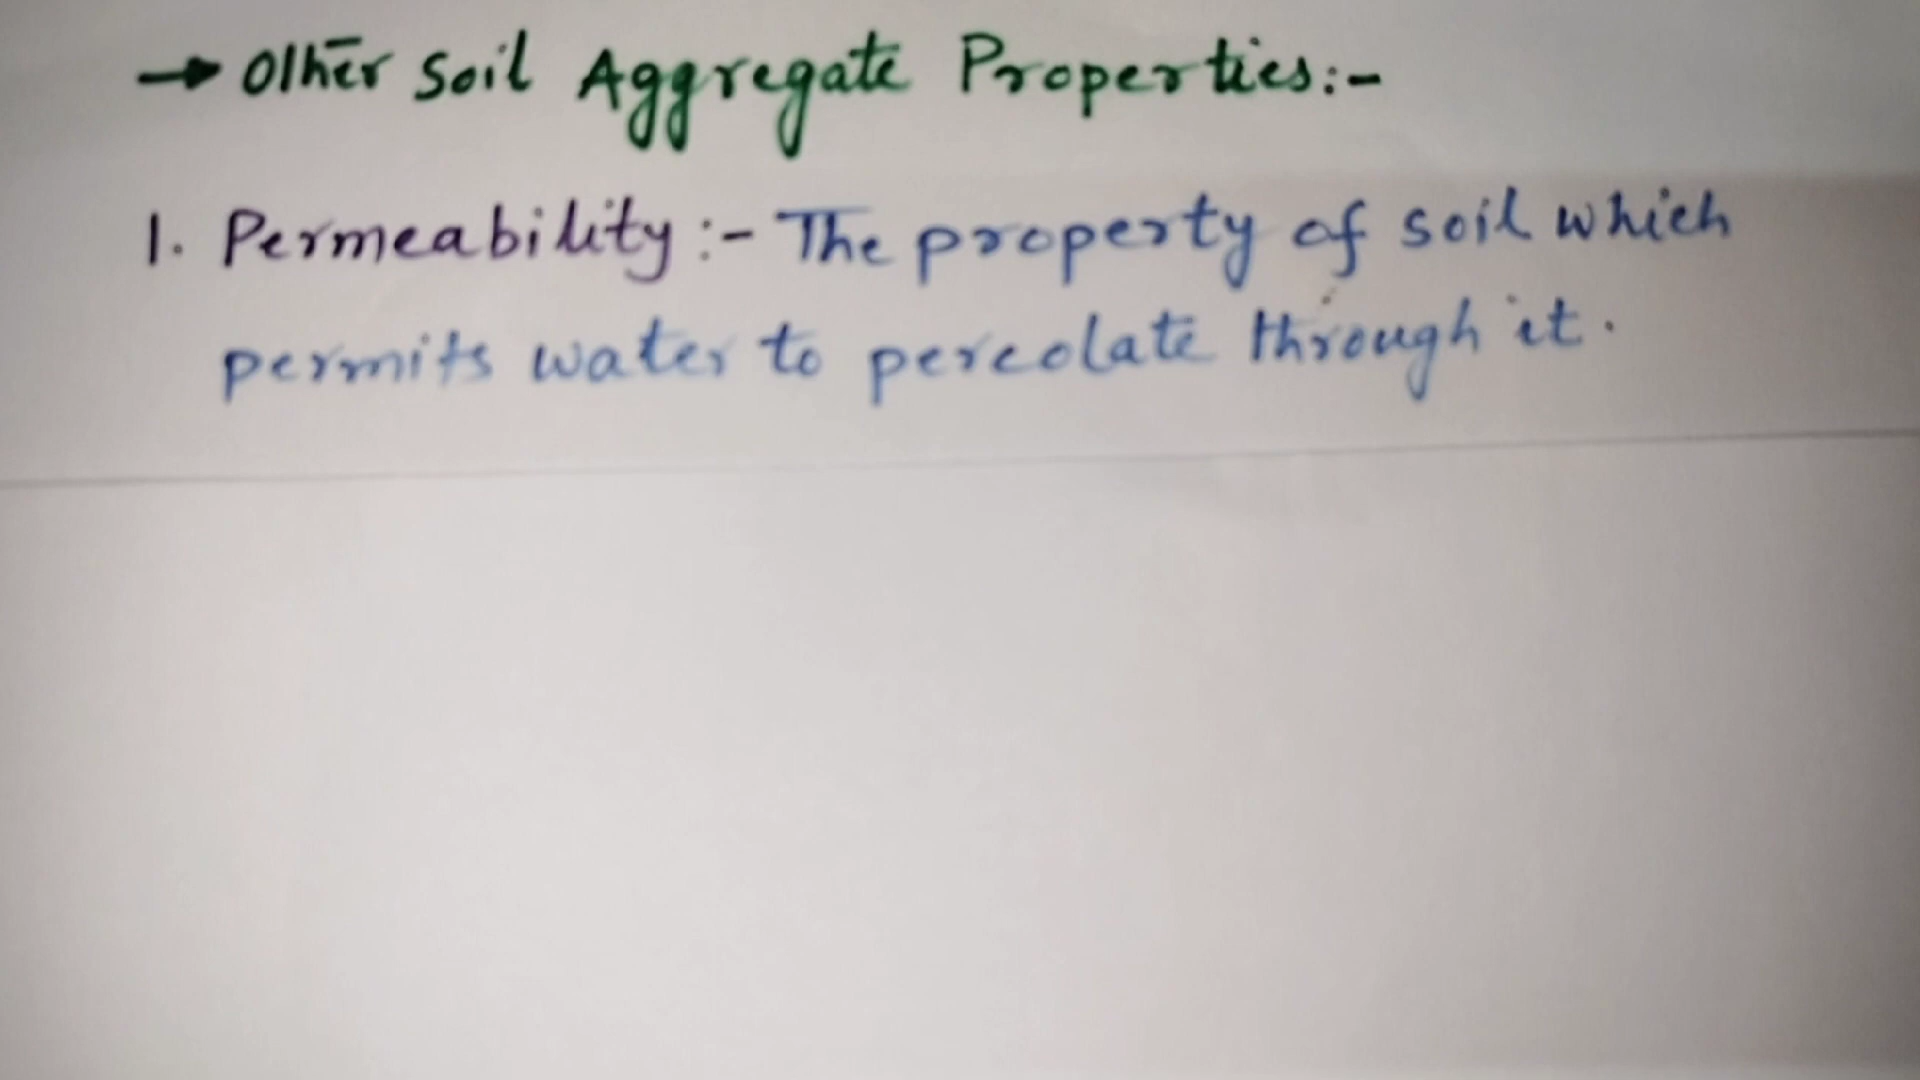 → Other Soil Aggregate Properties:-
1. Permeability :- The property of soil which
permits water to percolate through it.